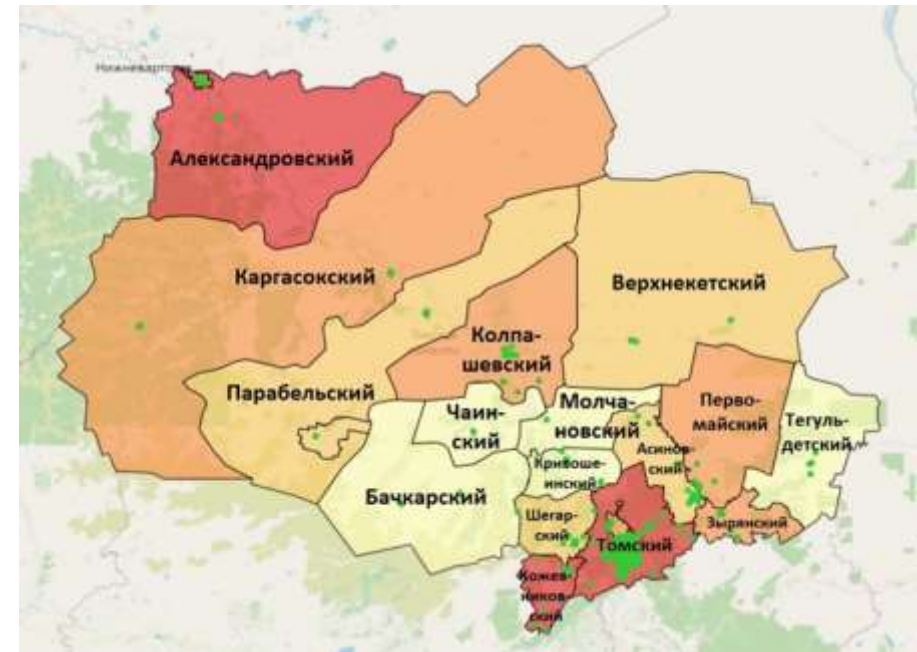 Нижневартовск
Александровский
Каргасокский
Верхнекетский
Колпа-
шевский
Парабельский
Чаин-
ский
Молча-
новский
Перво-
майский
Тегуль-
детский
Асинов-
ский
Кривоше-
инский
Бачкарский
Шегар-
ский
Томский
Зырянский
Кожев-
ников-
ский